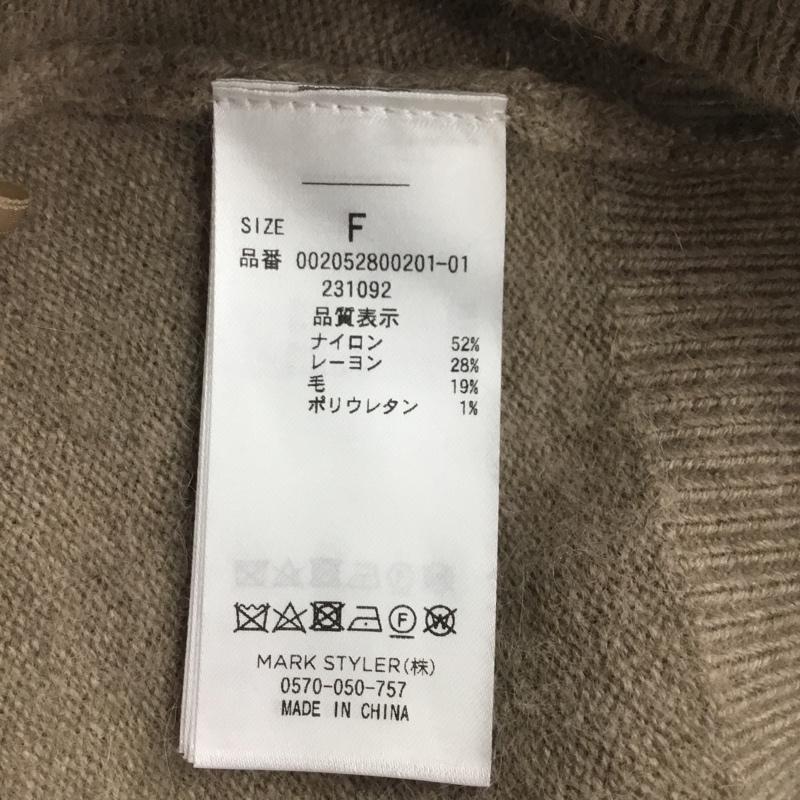 SIZE F
品番 002052800201-01
231092
品質表示
ナイロン 52%
レーヨン 28%
毛 19%
ポリウレタン 1%
F W
MARK STYLER(株)
0570-050-757
MADE IN CHINA